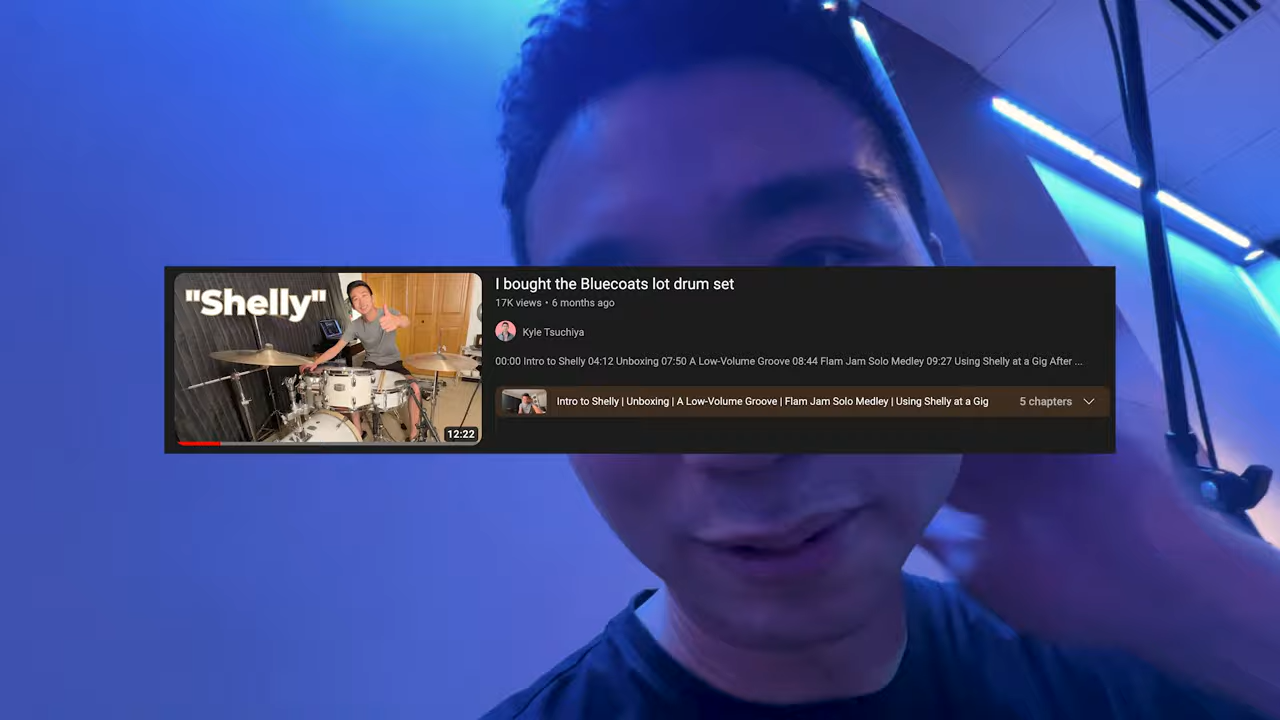 "Shelly"
12:22
I bought the Bluecoats lot drum set
17K views • 6 months ago
Kyle Tsuchiya
00:00 Intro to Shelly 04:12 Unboxing 07:50 A Low-Volume Groove 08:44 Flam Jam Solo Medley 09:27 Using Shelly at a Gig After ...
Intro to Shelly | Unboxing | A Low-Volume Groove | Flam Jam Solo Medley | Using Shelly at a Gig 5 chapters